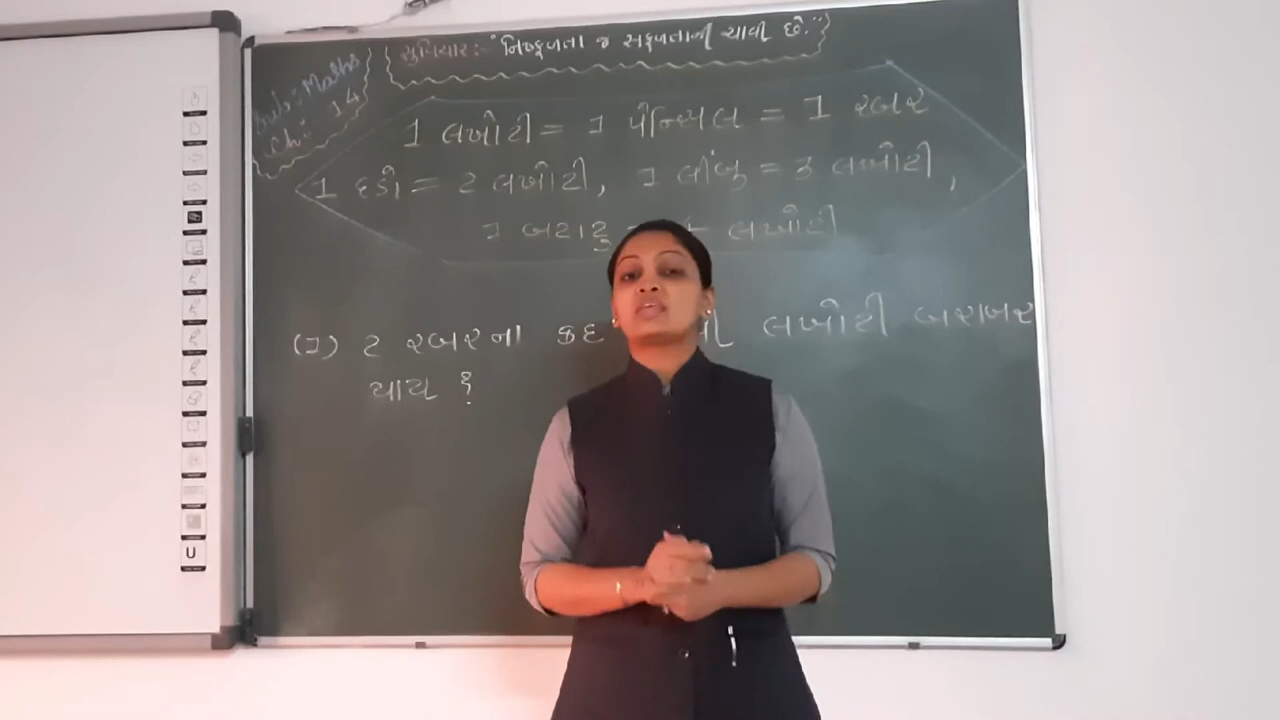 સુવિચાર:- "નિષ્ફળતા જ સફળતાની ચાવી છે."
Sub: Maths
Ch: 14
1 લખોટી = 1 પેન્સિલ = 1 રબર
1 દડો = 2 લખોટી, 1 લીંબુ = 3 લખોટી,
1 બટાટુ લખોટી
(1) 2 રબરના કદ લખોટી બરાબર
થાય ?
U